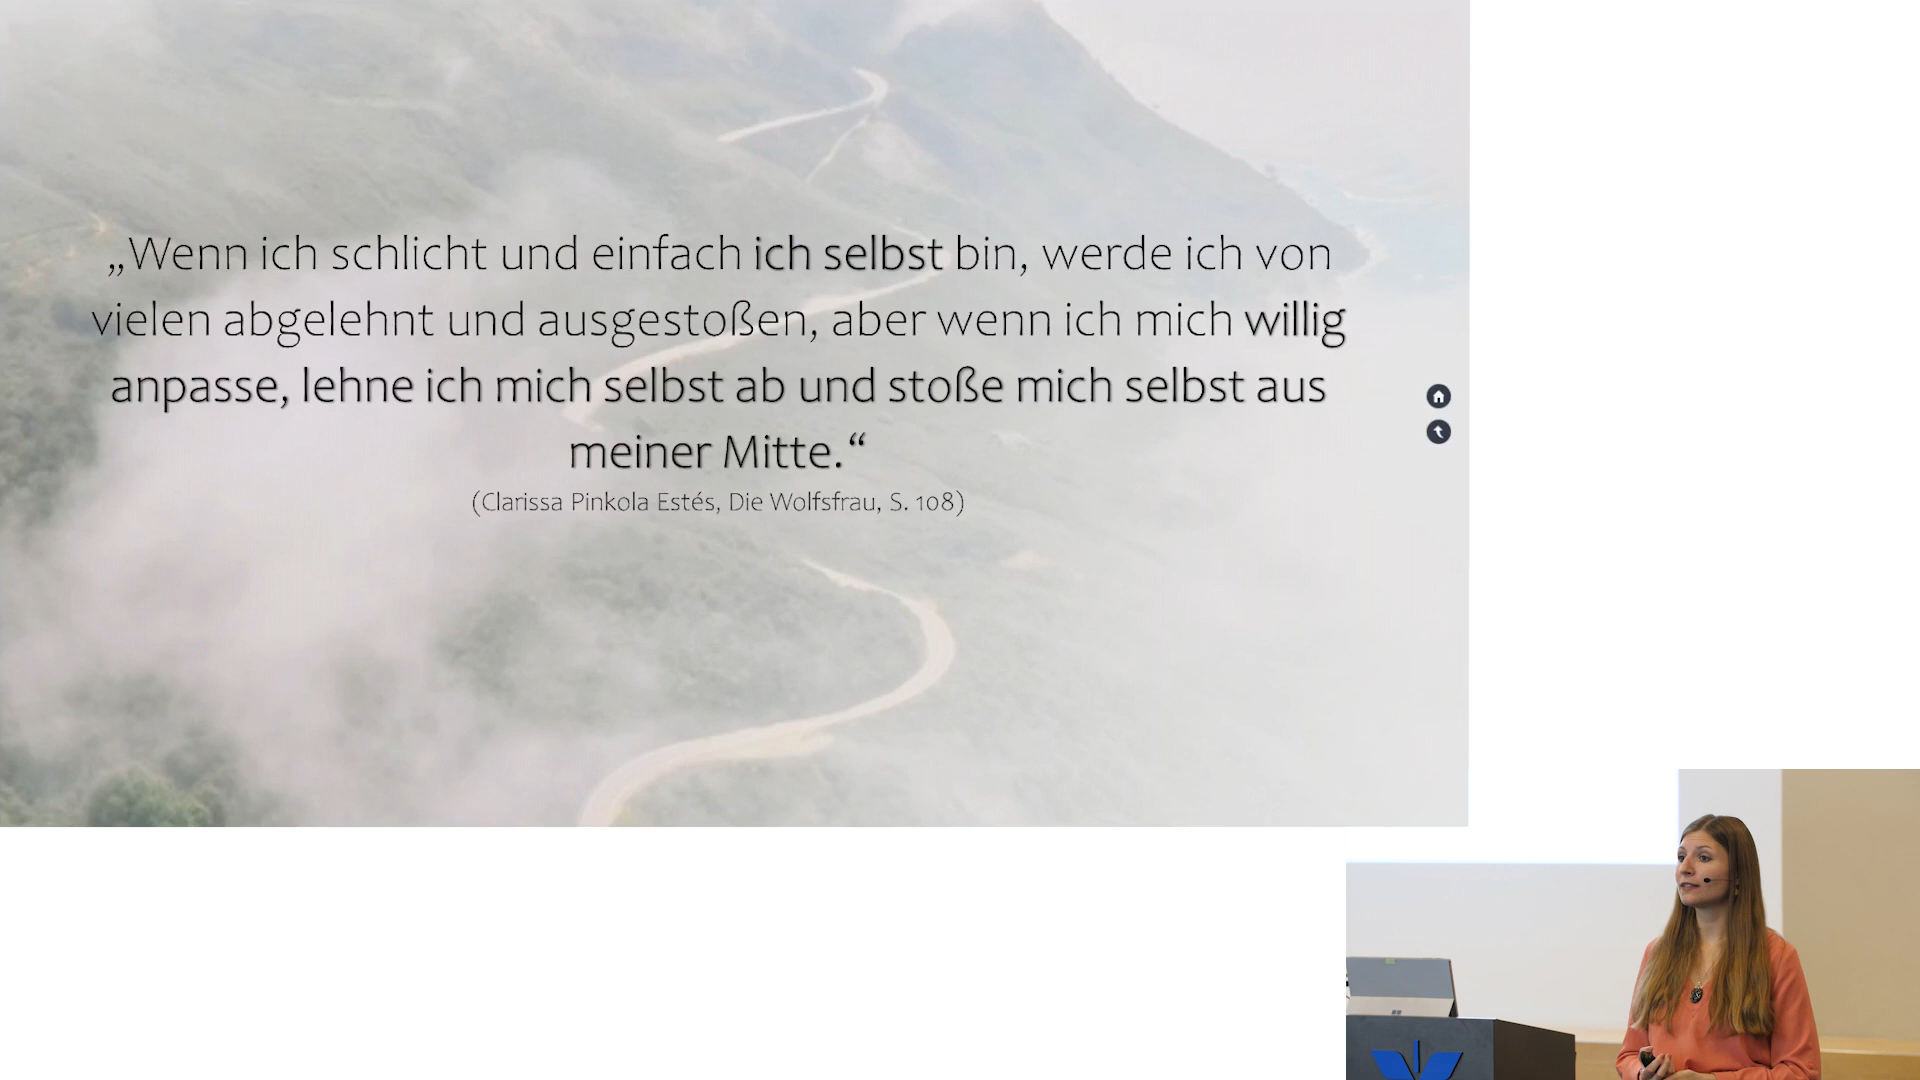 „Wenn ich schlicht und einfach ich selbst bin, werde ich von
vielen abgelehnt und ausgestoßen, aber wenn ich mich willig
anpasse, lehne ich mich selbst ab und stoße mich selbst aus
meiner Mitte.“
(Clarissa Pinkola Estés, Die Wolfsfrau, S. 108)